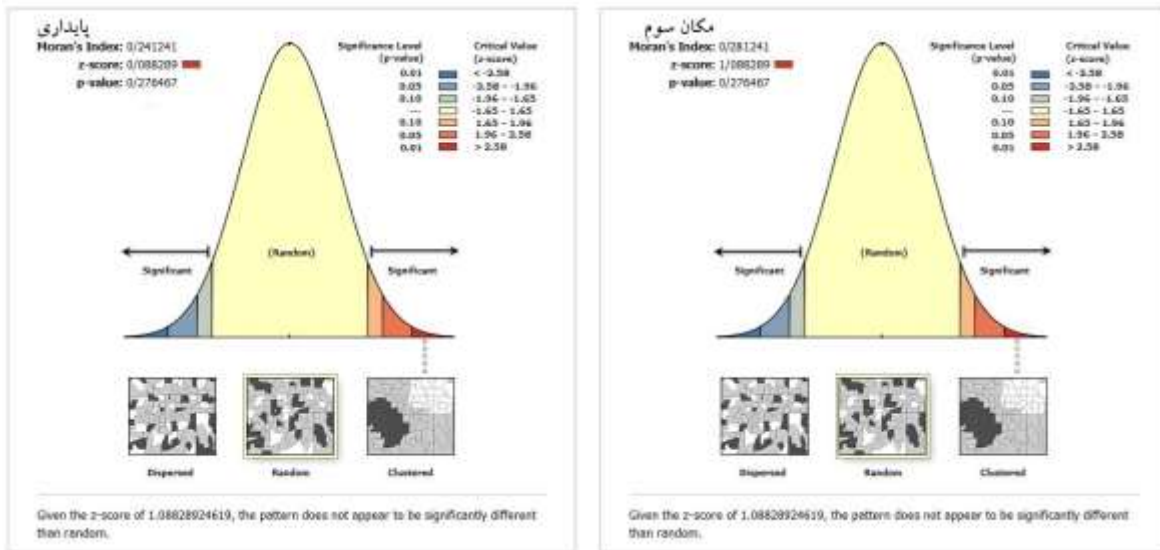 پایداری
Moran's Index: 0/241241
z-score: 0/088289
p-value: 0/276467
Significance Level
(p-value)
Critical Value
(z-score)
0.01 < -2.58
0.05 -2.58 - -1.96
0.10 -1.96 - -1.65
--- -1.65 - 1.65
0.10 1.65 - 1.96
0.05 1.96 - 2.58
0.01 > 2.58
(Random)
Significant
Significant
Dispersed
Random
Clustered
Given the z-score of 1.08828924619, the pattern does not appear to be significantly different
than random.
مکان سوم
Moran's Index: 0/281241
z-score: 1/088289
p-value: 0/276467
Significance Level
(p-value)
Critical Value
(z-score)
0.01 < -2.58
0.05 -2.58 - -1.96
0.10 -1.96 - -1.65
--- -1.65 - 1.65
0.10 1.65 - 1.96
0.05 1.96 - 2.58
0.01 > 2.58
(Random)
Significant
Significant
Dispersed
Random
Clustered
Given the z-score of 1.08828924619, the pattern does not appear to be significantly different
than random.